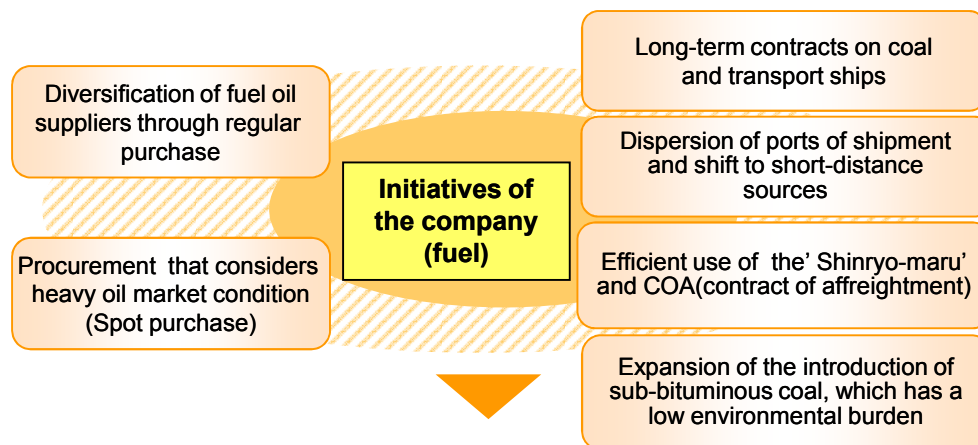 Diversification of fuel oil
suppliers through regular
purchase
Procurement that considers
heavy oil market condition
(Spot purchase)
Initiatives of
the company
(fuel)
Long-term contracts on coal
and transport ships
Dispersion of ports of shipment
and shift to short-distance
sources
Efficient use of the’ Shinryo-maru’
and COA(contract of affreightment)
Expansion of the introduction of
sub-bituminous coal, which has a
low environmental burden